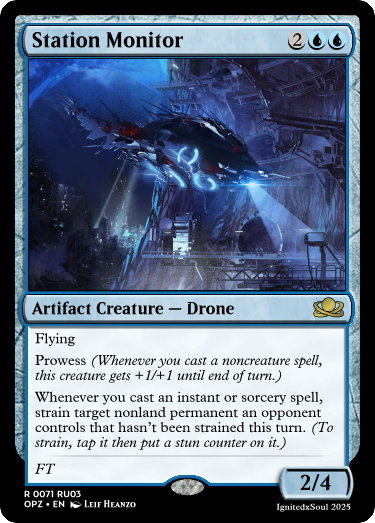 Station Monitor 2
Artifact Creature — Drone
Flying
Prowess (Whenever you cast a noncreature spell,
this creature gets +1/+1 until end of turn.)
Whenever you cast an instant or sorcery spell,
strain target nonland permanent an opponent
controls that hasn't been strained this turn. (To
strain, tap it then put a stun counter on it.)
FT
2/4
R 0071 RU03
OPZ • EN Leif Heanzo
IgnitedxSoul 2025